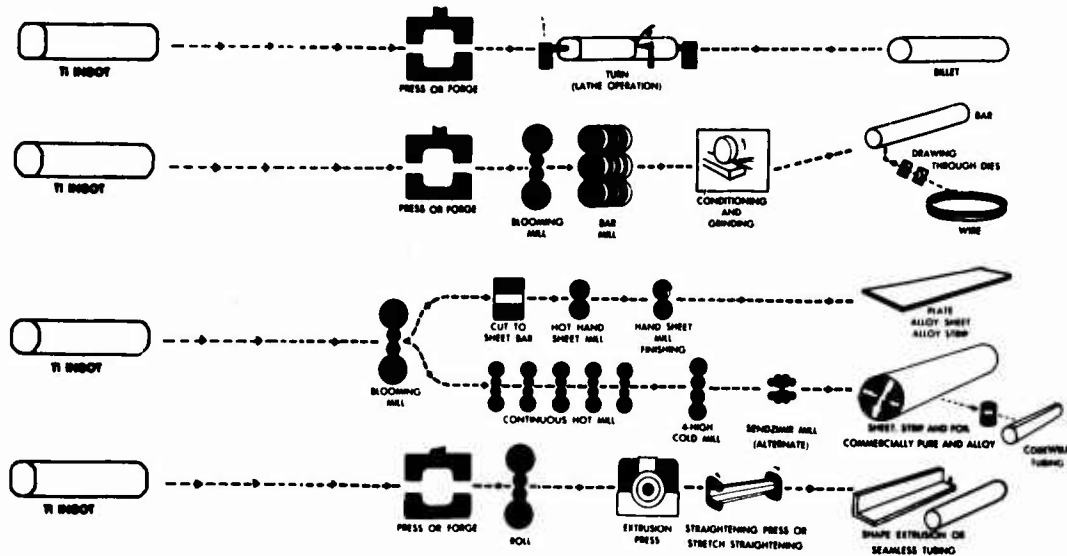 TI INGOT
PRESS OR FORGE
TURN
(LATHE OPERATION)
BILLET
TI INGOT
PRESS OR FORGE
BLOOMING
MILL
BAR
MILL
CONDITIONING
AND
GRINDING
BAR
DRAWING
THROUGH DIES
WIRE
TI INGOT
BLOOMING
MILL
CUT TO
SHEET BAR
HOT HAND
SHEET MILL
HAND SHEET
MILL
FINISHING
PLATE
ALLOY SHEET
ALLOY STRIP
CONTINUOUS HOT MILL
4-HIGH
COLD MILL
SENDZIMIR MILL
(ALTERNATE)
SHEET, STRIP AND FOIL
COMMERCIALLY PURE AND ALLOY
TUBING
TI INGOT
PRESS OR FORGE
ROLL
EXTRUSION
PRESS
STRAIGHTENING PRESS OR
STRETCH STRAIGHTENING
SHAPE EXTRUSION OR
SEAMLESS TUBING